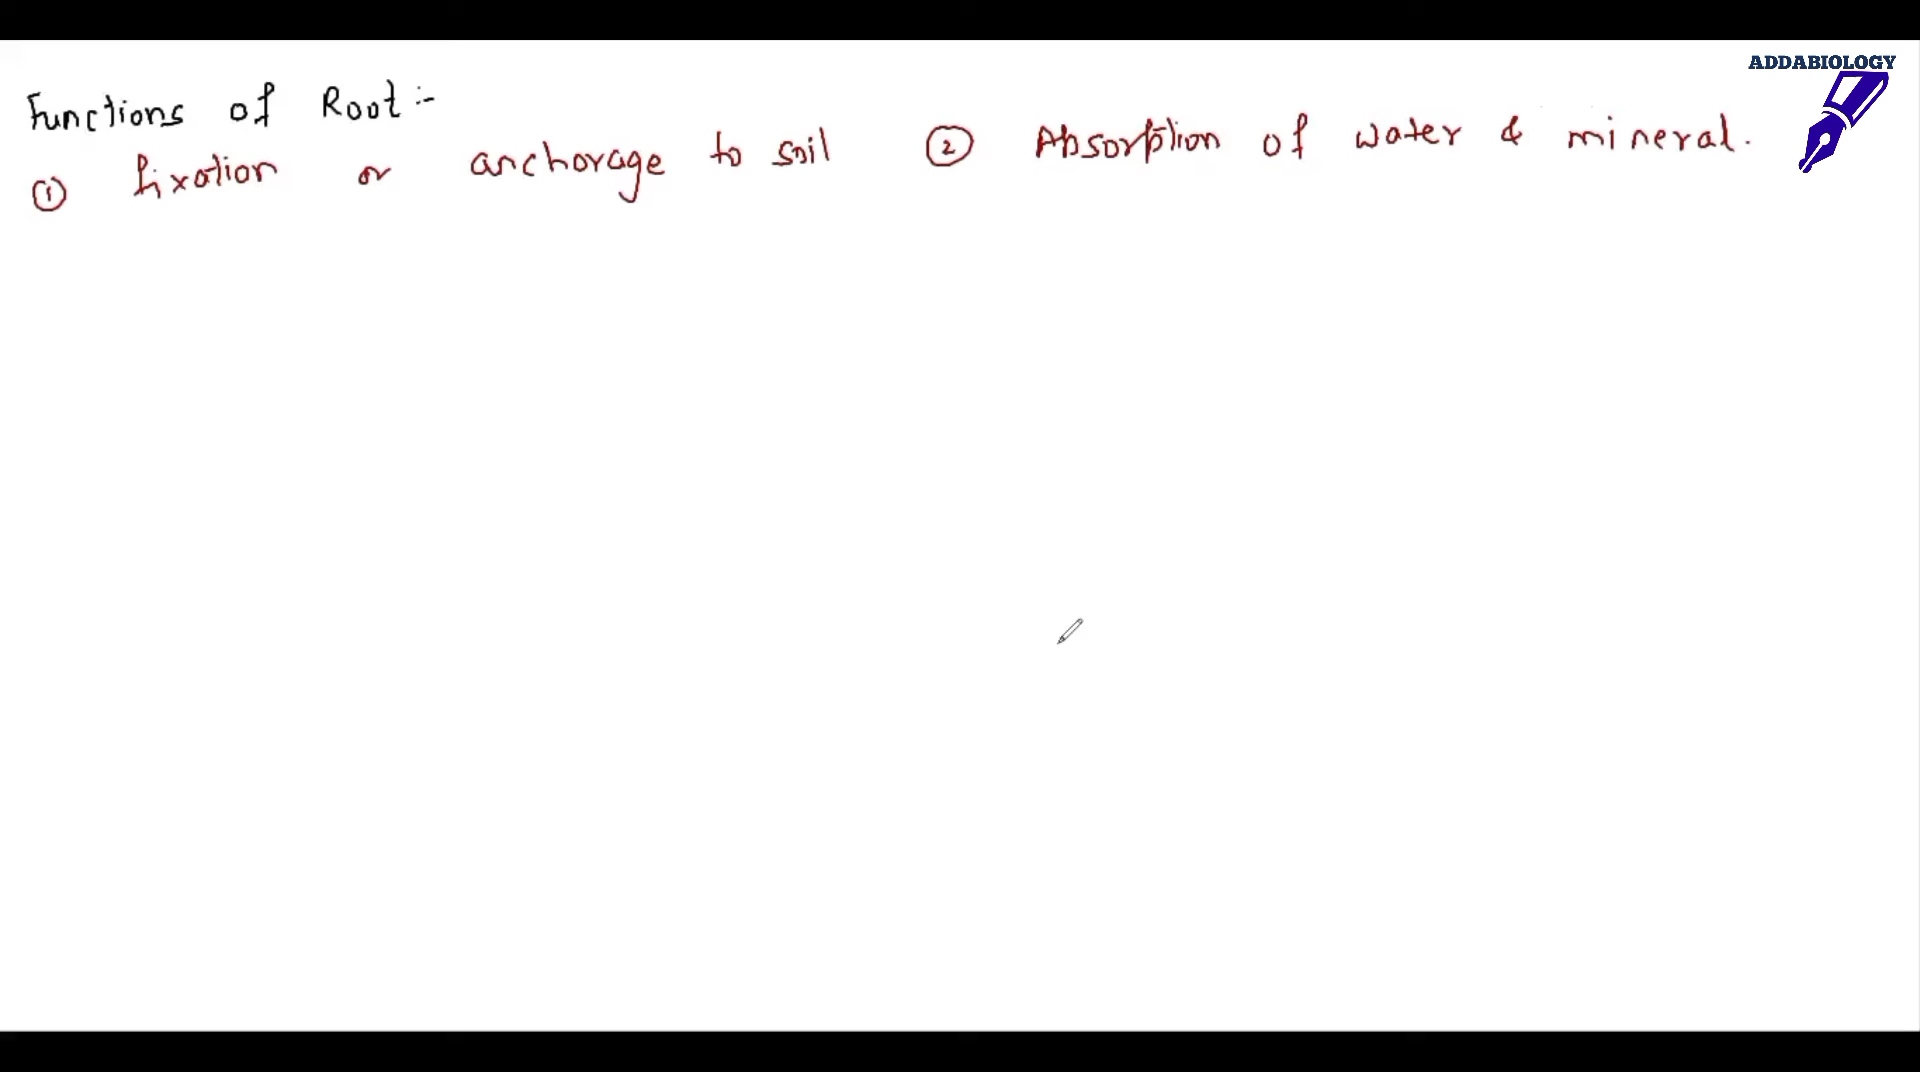 ADDABIOLOGY
Functions of Root:-
① fixation or anchorage to soil ② Absorption of water & mineral.